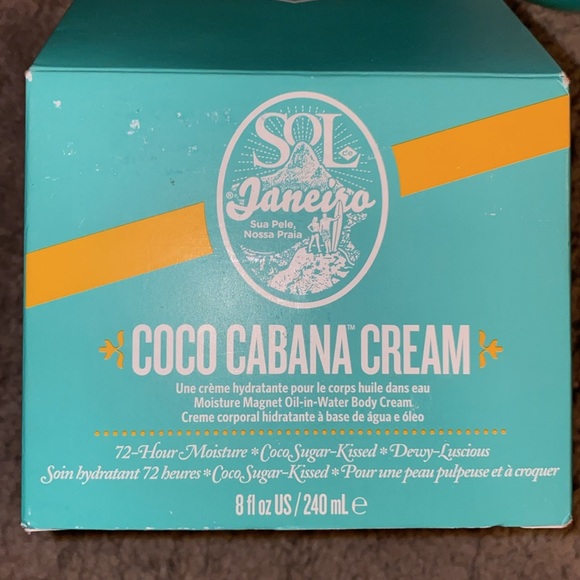 SOL
de
® Janeiro
Sua Pele,
Nossa Praia
COCO CABANA™ CREAM
Une crème hydratante pour le corps huile dans eau
Moisture Magnet Oil-in-Water Body Cream
Creme corporal hidratante à base de água e óleo
72-Hour Moisture * Coco Sugar-Kissed * Dewy-Luscious
Soin hydratant 72 heures * Coco Sugar-Kissed * Pour une peau pulpeuse et à croquer
8 fl oz US / 240 mL ℮